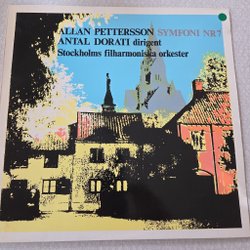 ALLAN PETTERSSON SYMFONI NR 7
ANTAL DORATI dirigent
Stockholms filharmoniska orkester